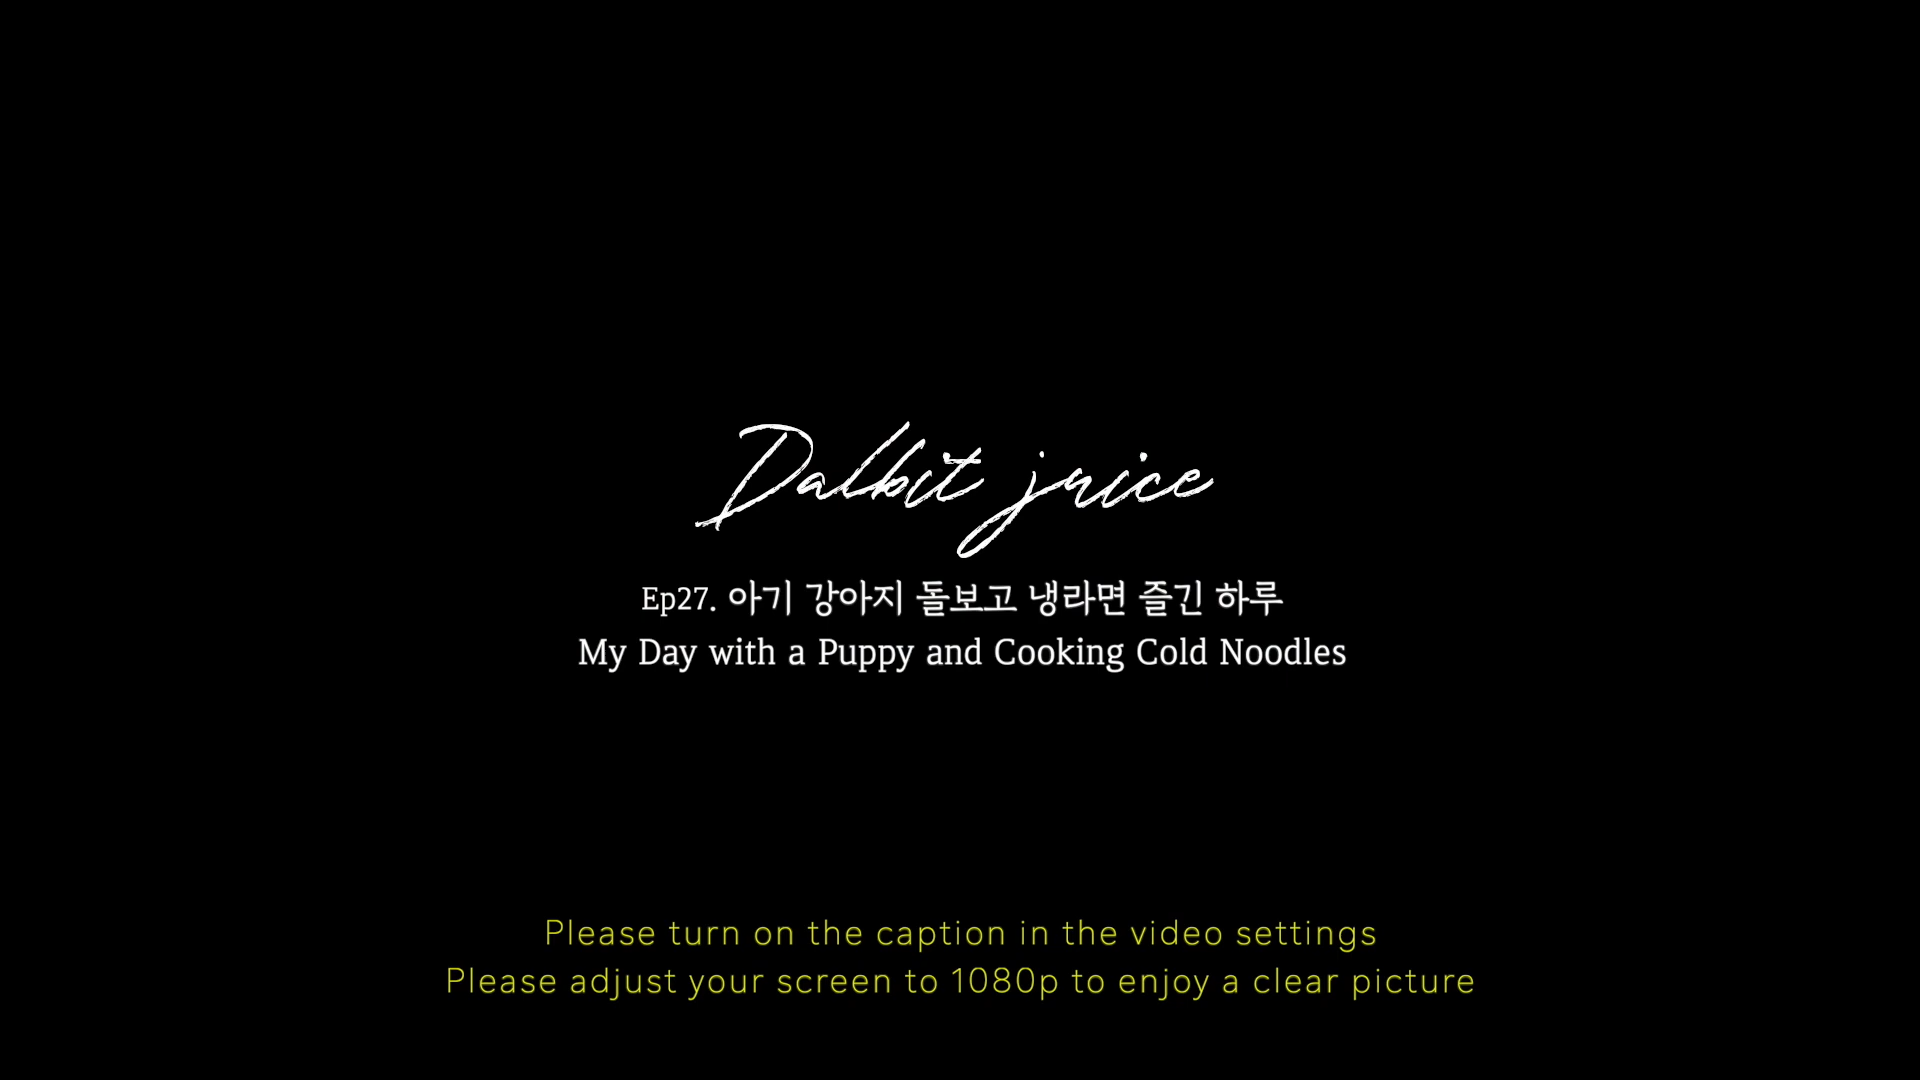 Dalbit juice
Ep27. 아기 강아지 돌보고 냉라면 즐긴 하루
My Day with a Puppy and Cooking Cold Noodles
Please turn on the caption in the video settings
Please adjust your screen to 1080p to enjoy a clear picture